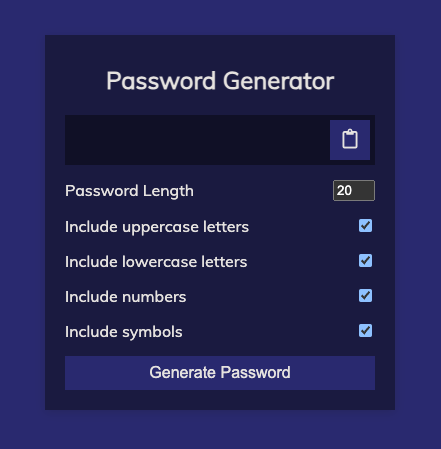 Password Generator
Password Length 20
Include uppercase letters
Include lowercase letters
Include numbers
Include symbols
Generate Password